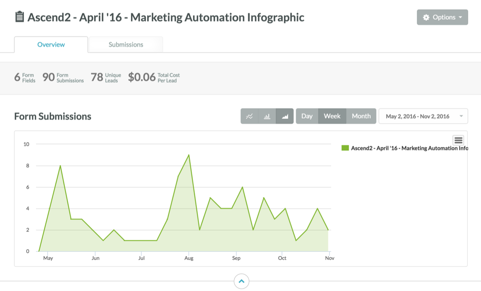 Ascend2 - April '16 - Marketing Automation Infographic
Options
Overview
Submissions
6 Form Fields
90 Form Submissions
78 Unique Leads
$0.06 Total Cost Per Lead
Form Submissions
Day
Week
Month
May 2, 2016 - Nov 2, 2016
Ascend2 - April '16 - Marketing Automation Info
10
8
6
4
2
0
May
Jun
Jul
Aug
Sep
Oct
Nov